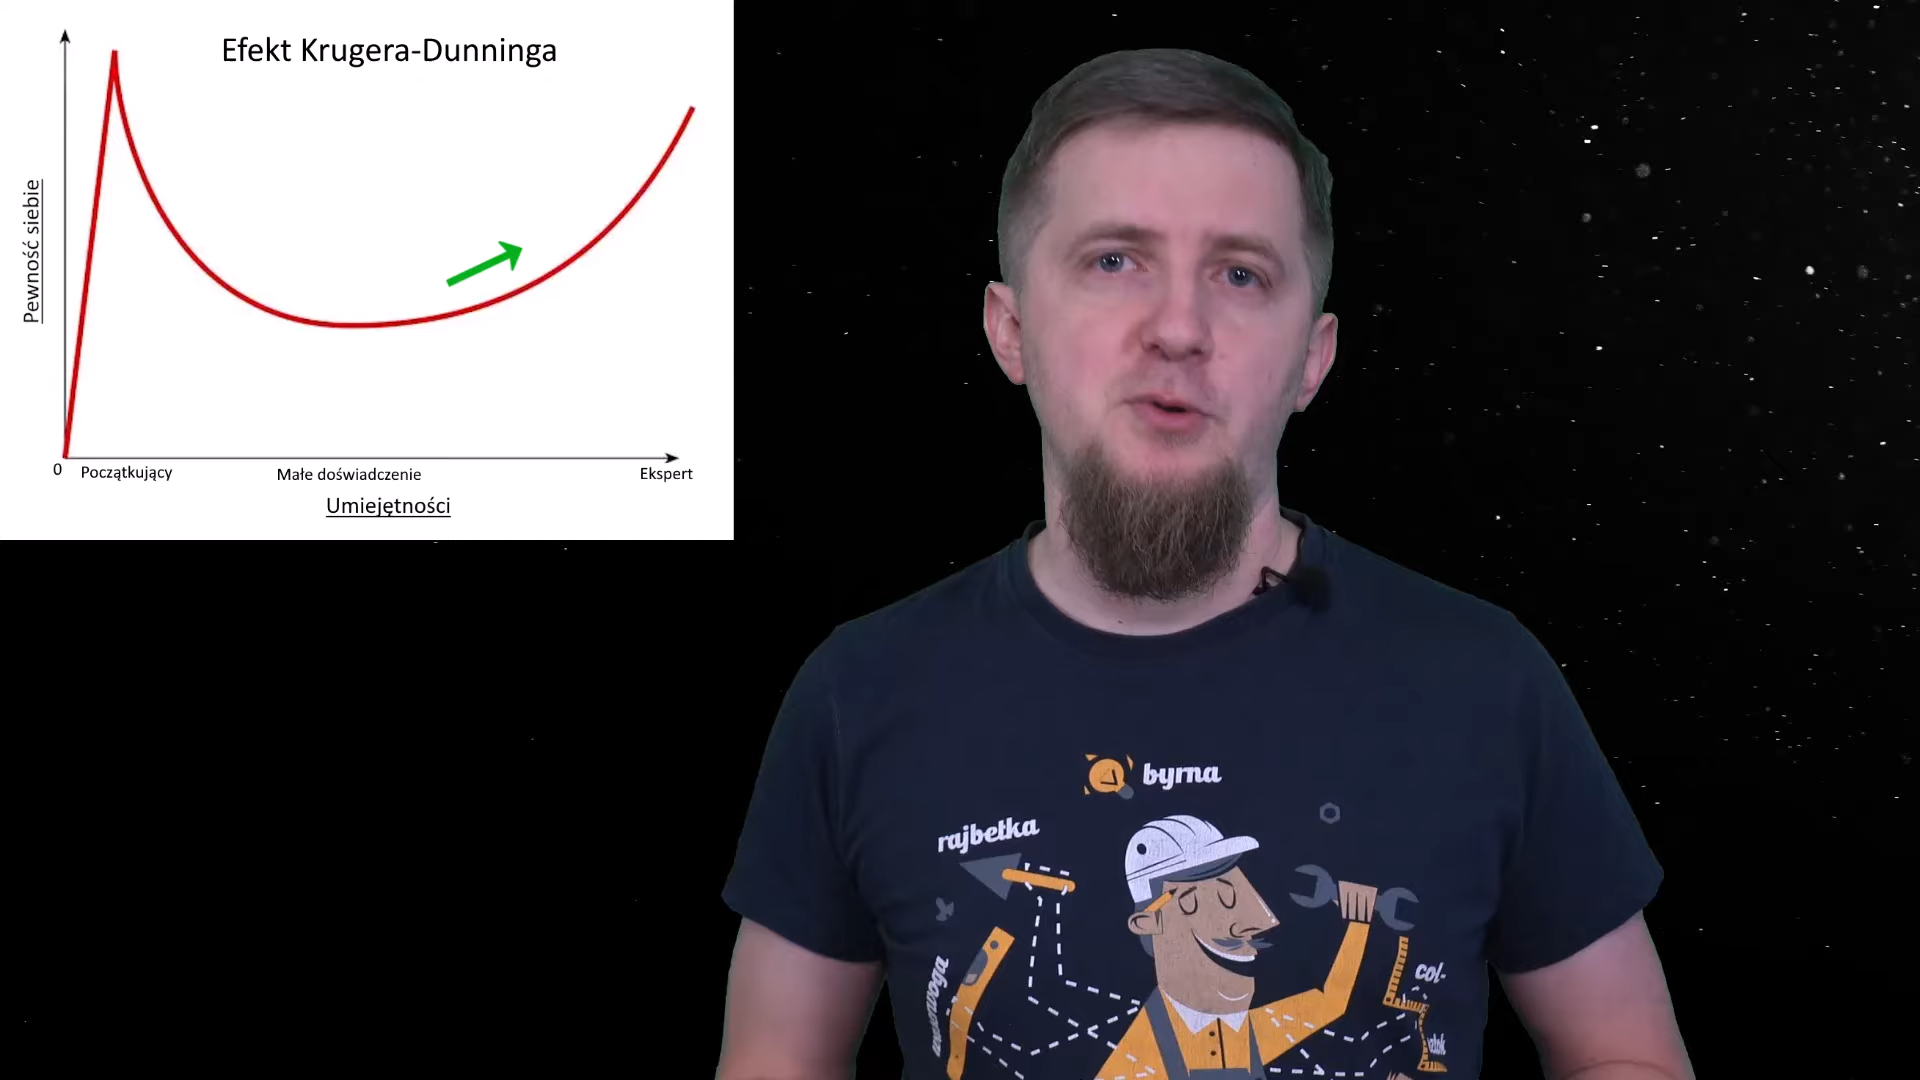 Efekt Krugera-Dunninga
Pewność siebie
0
Początkujący
Małe doświadczenie
Ekspert
Umiejętności
byrna
rajbetka
col-